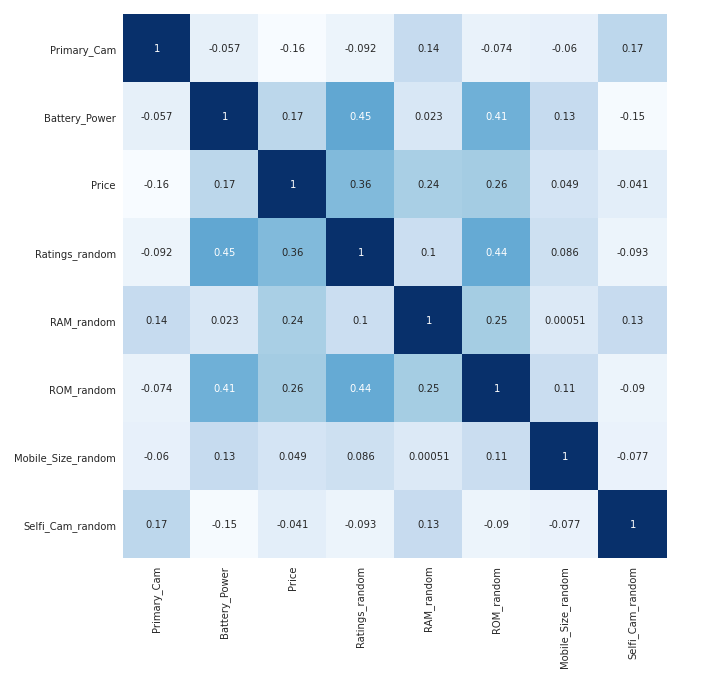 Primary_Cam 1 -0.057 -0.16 -0.092 0.14 -0.074 -0.06 0.17
Battery_Power -0.057 1 0.17 0.45 0.023 0.41 0.13 -0.15
Price -0.16 0.17 1 0.36 0.24 0.26 0.049 -0.041
Ratings_random -0.092 0.45 0.36 1 0.1 0.44 0.086 -0.093
RAM_random 0.14 0.023 0.24 0.1 1 0.25 0.00051 0.13
ROM_random -0.074 0.41 0.26 0.44 0.25 1 0.11 -0.09
Mobile_Size_random -0.06 0.13 0.049 0.086 0.00051 0.11 1 -0.077
Selfi_Cam_random 0.17 -0.15 -0.041 -0.093 0.13 -0.09 -0.077 1
Primary_Cam
Battery_Power
Price
Ratings_random
RAM_random
ROM_random
Mobile_Size_random
Selfi_Cam_random